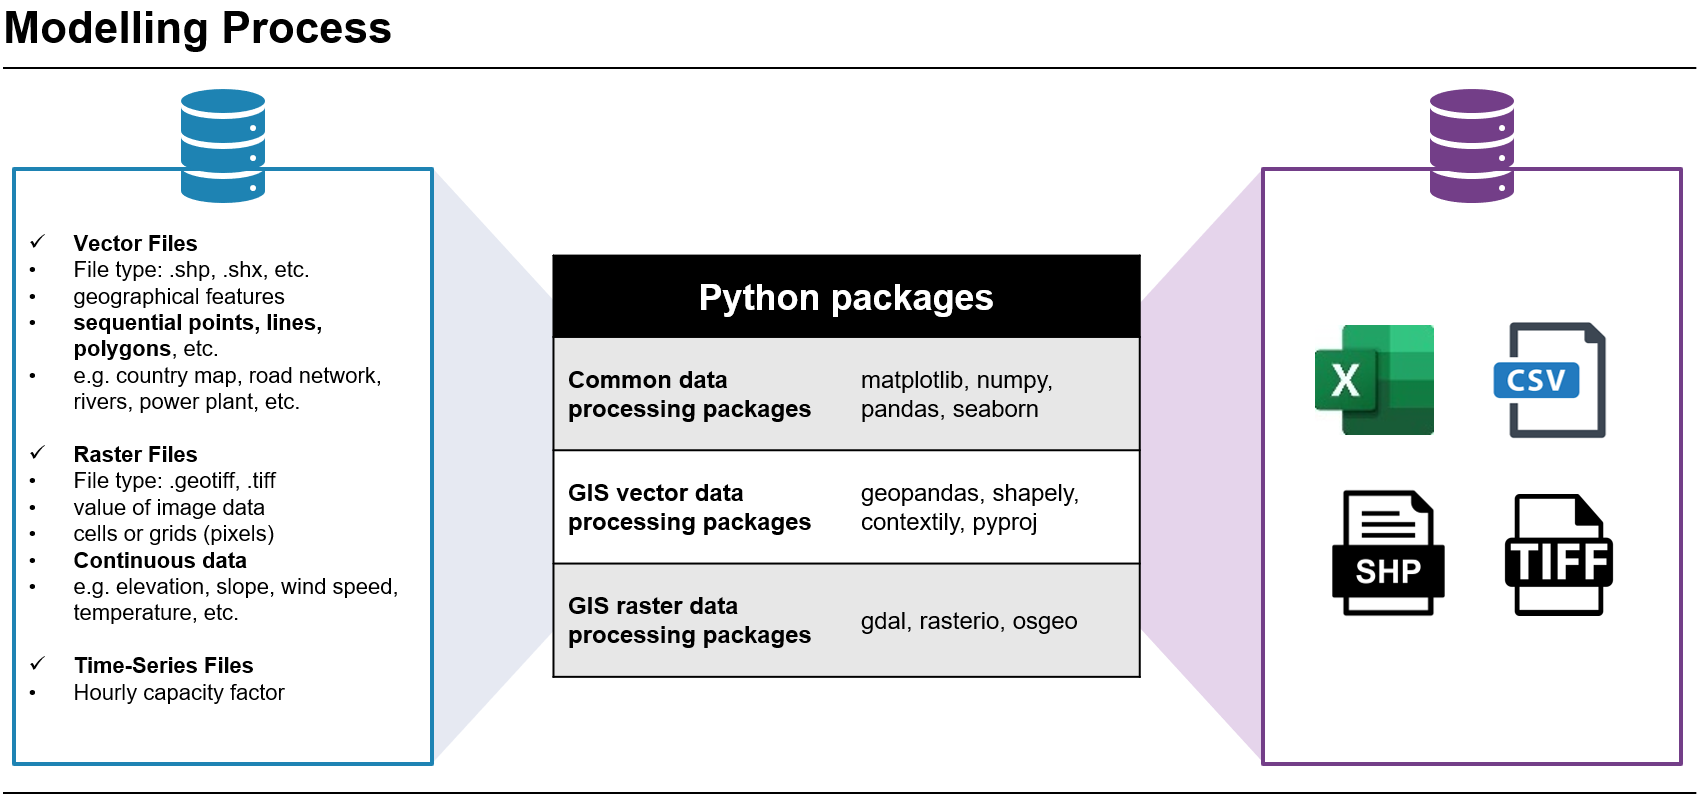 Modelling Process
✓ Vector Files
• File type: .shp, .shx, etc.
• geographical features
• sequential points, lines,
polygons, etc.
• e.g. country map, road network,
rivers, power plant, etc.
✓ Raster Files
• File type: .geotiff, .tiff
• value of image data
• cells or grids (pixels)
• Continuous data
• e.g. elevation, slope, wind speed,
temperature, etc.
✓ Time-Series Files
• Hourly capacity factor
Python packages
Common data
processing packages
matplotlib, numpy,
pandas, seaborn
GIS vector data
processing packages
geopandas, shapely,
contextily, pyproj
GIS raster data
processing packages
gdal, rasterio, osgeo
X
CSV
SHP
TIFF